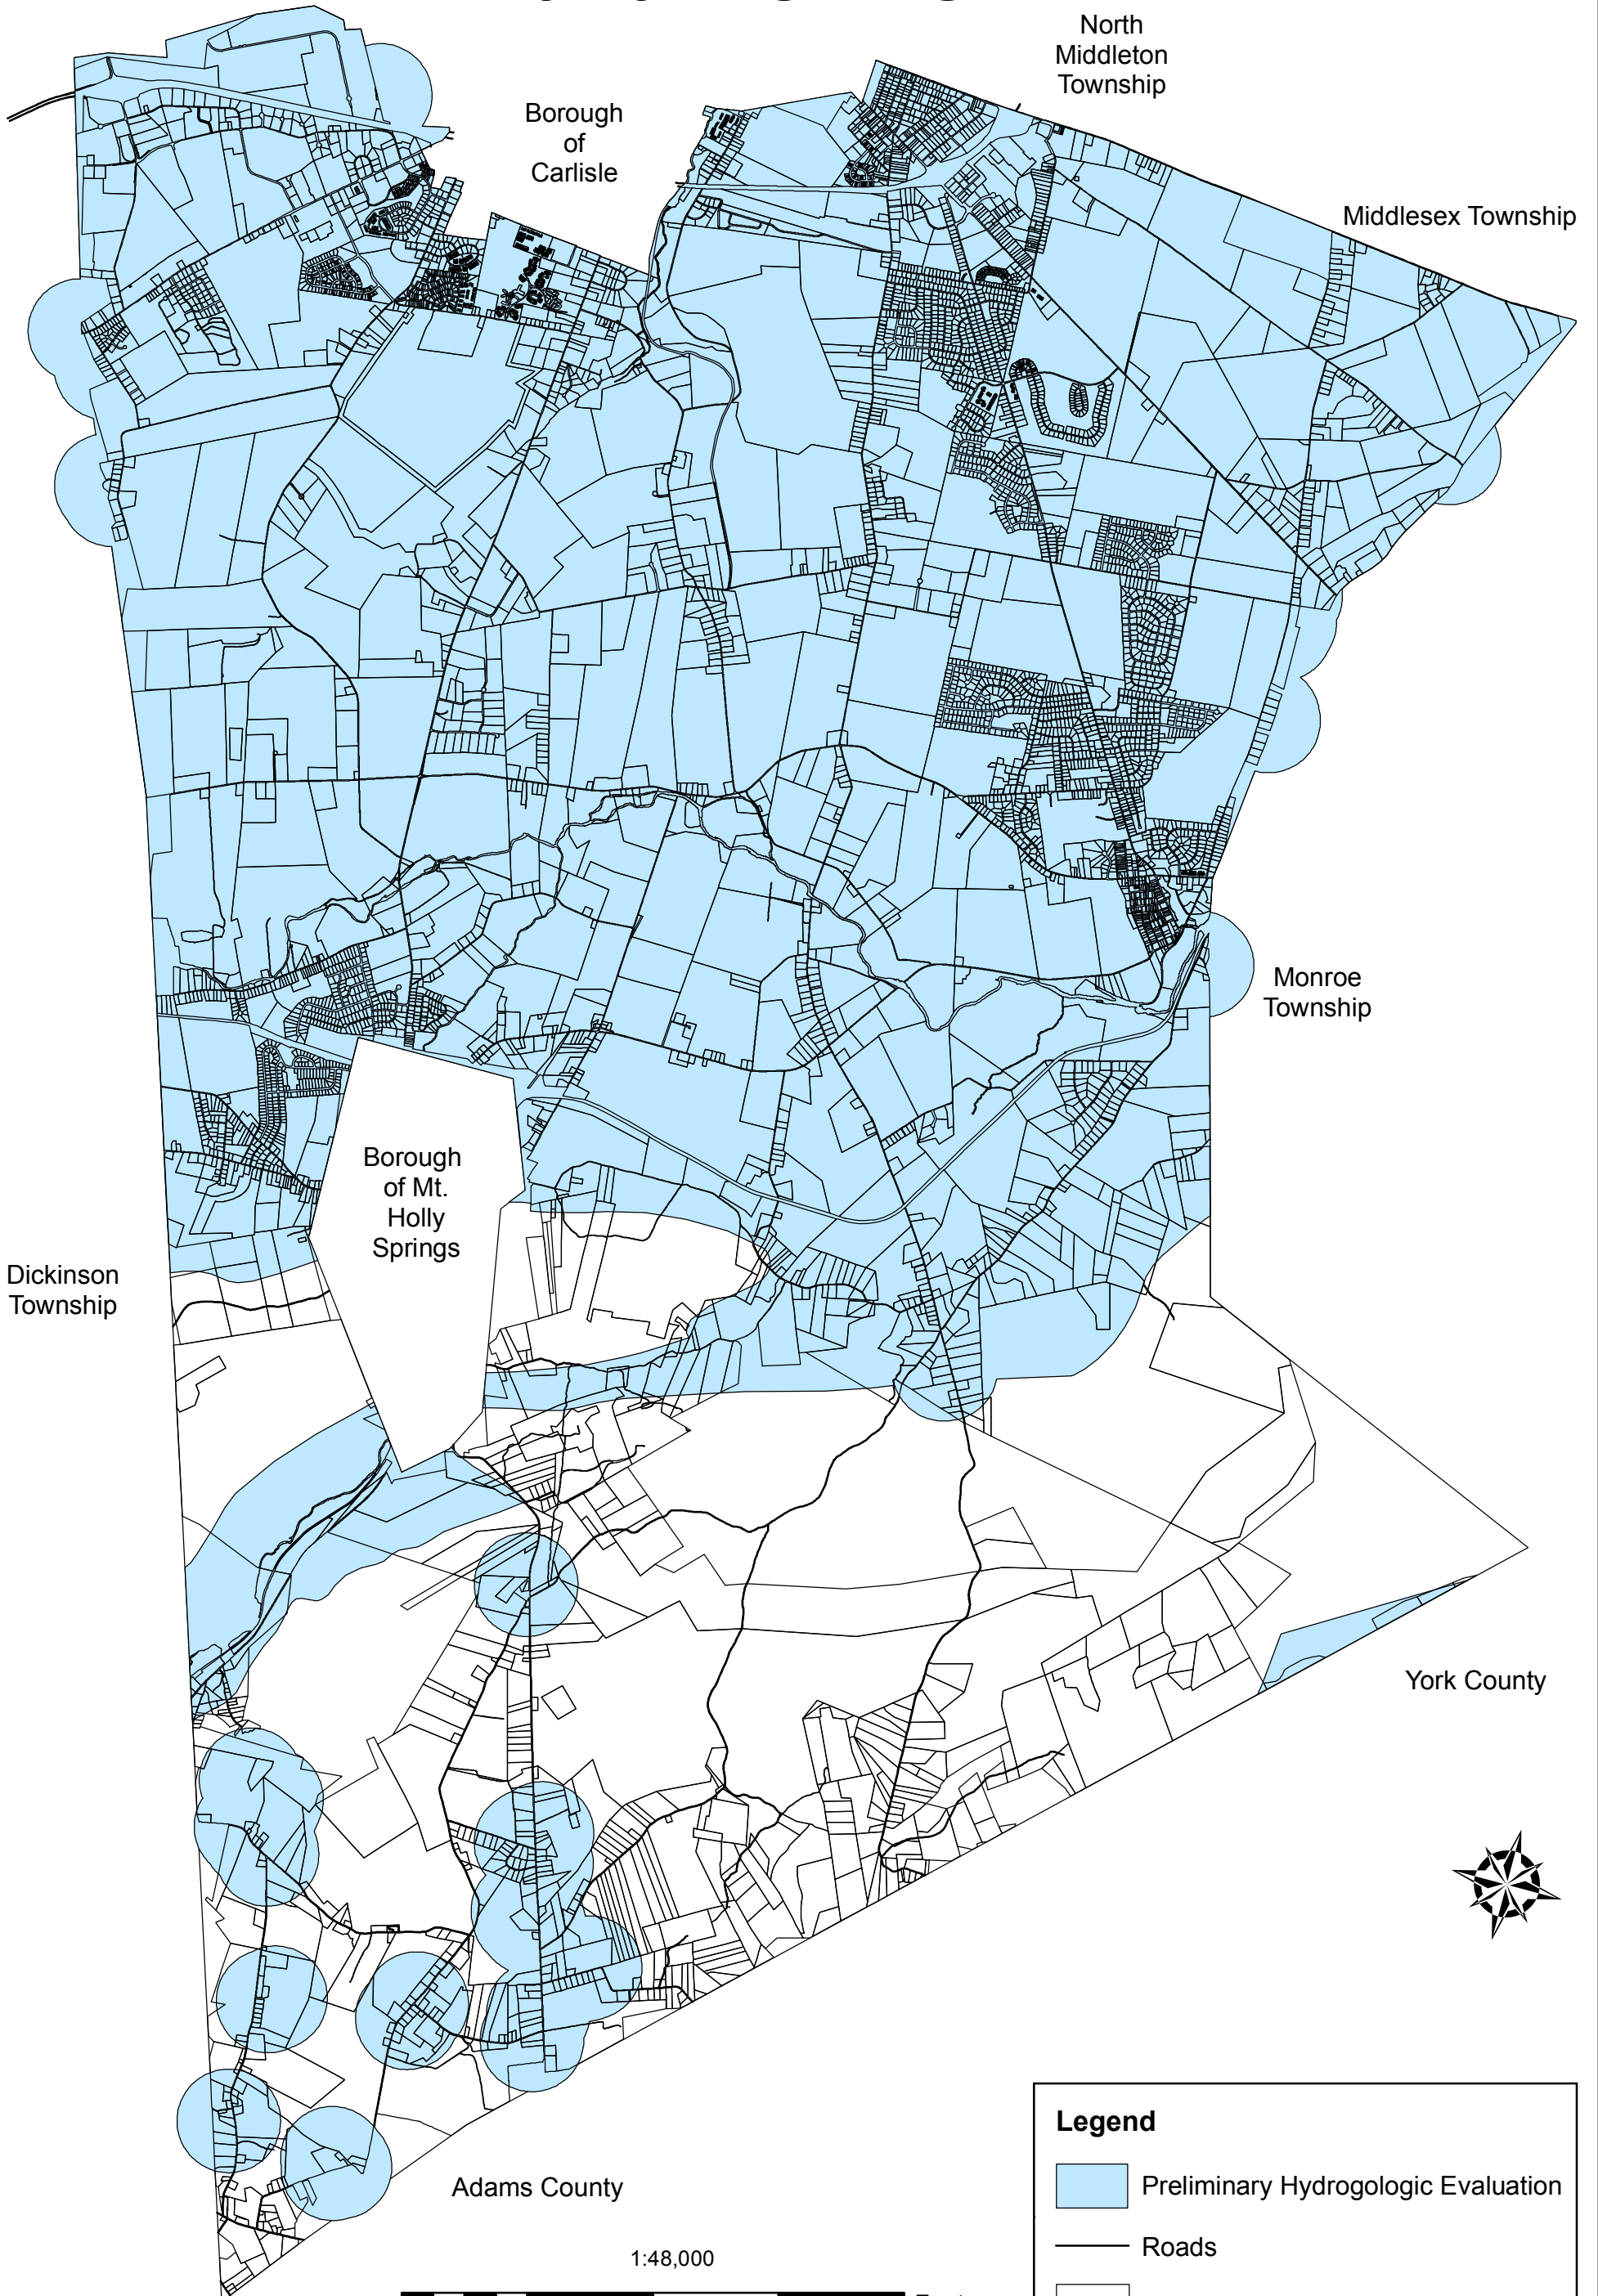 North
Middleton
Township
Borough
of
Carlisle
Middlesex Township
Monroe
Township
Borough
of Mt.
Holly
Springs
Dickinson
Township
York County
Adams County
1:48,000
Legend
Preliminary Hydrogologic Evaluation
Roads